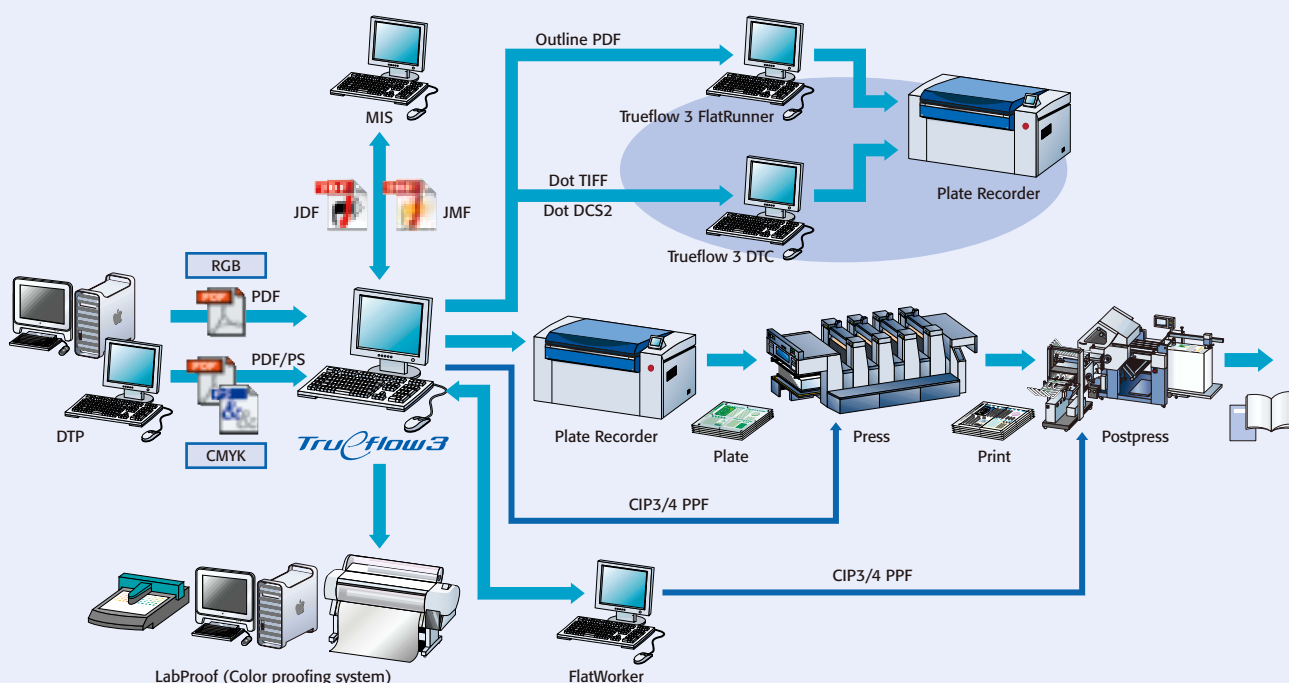 Outline PDF
MIS
Trueflow 3 FlatRunner
Plate Recorder
JDF
JMF
Dot TIFF
Dot DCS2
Trueflow 3 DTC
RGB
PDF
PDF
PDF/PS
PDF
DTP
CMYK
Trueflow3
Plate Recorder
Plate
Press
Print
Postpress
CIP3/4 PPF
CIP3/4 PPF
LabProof (Color proofing system)
FlatWorker